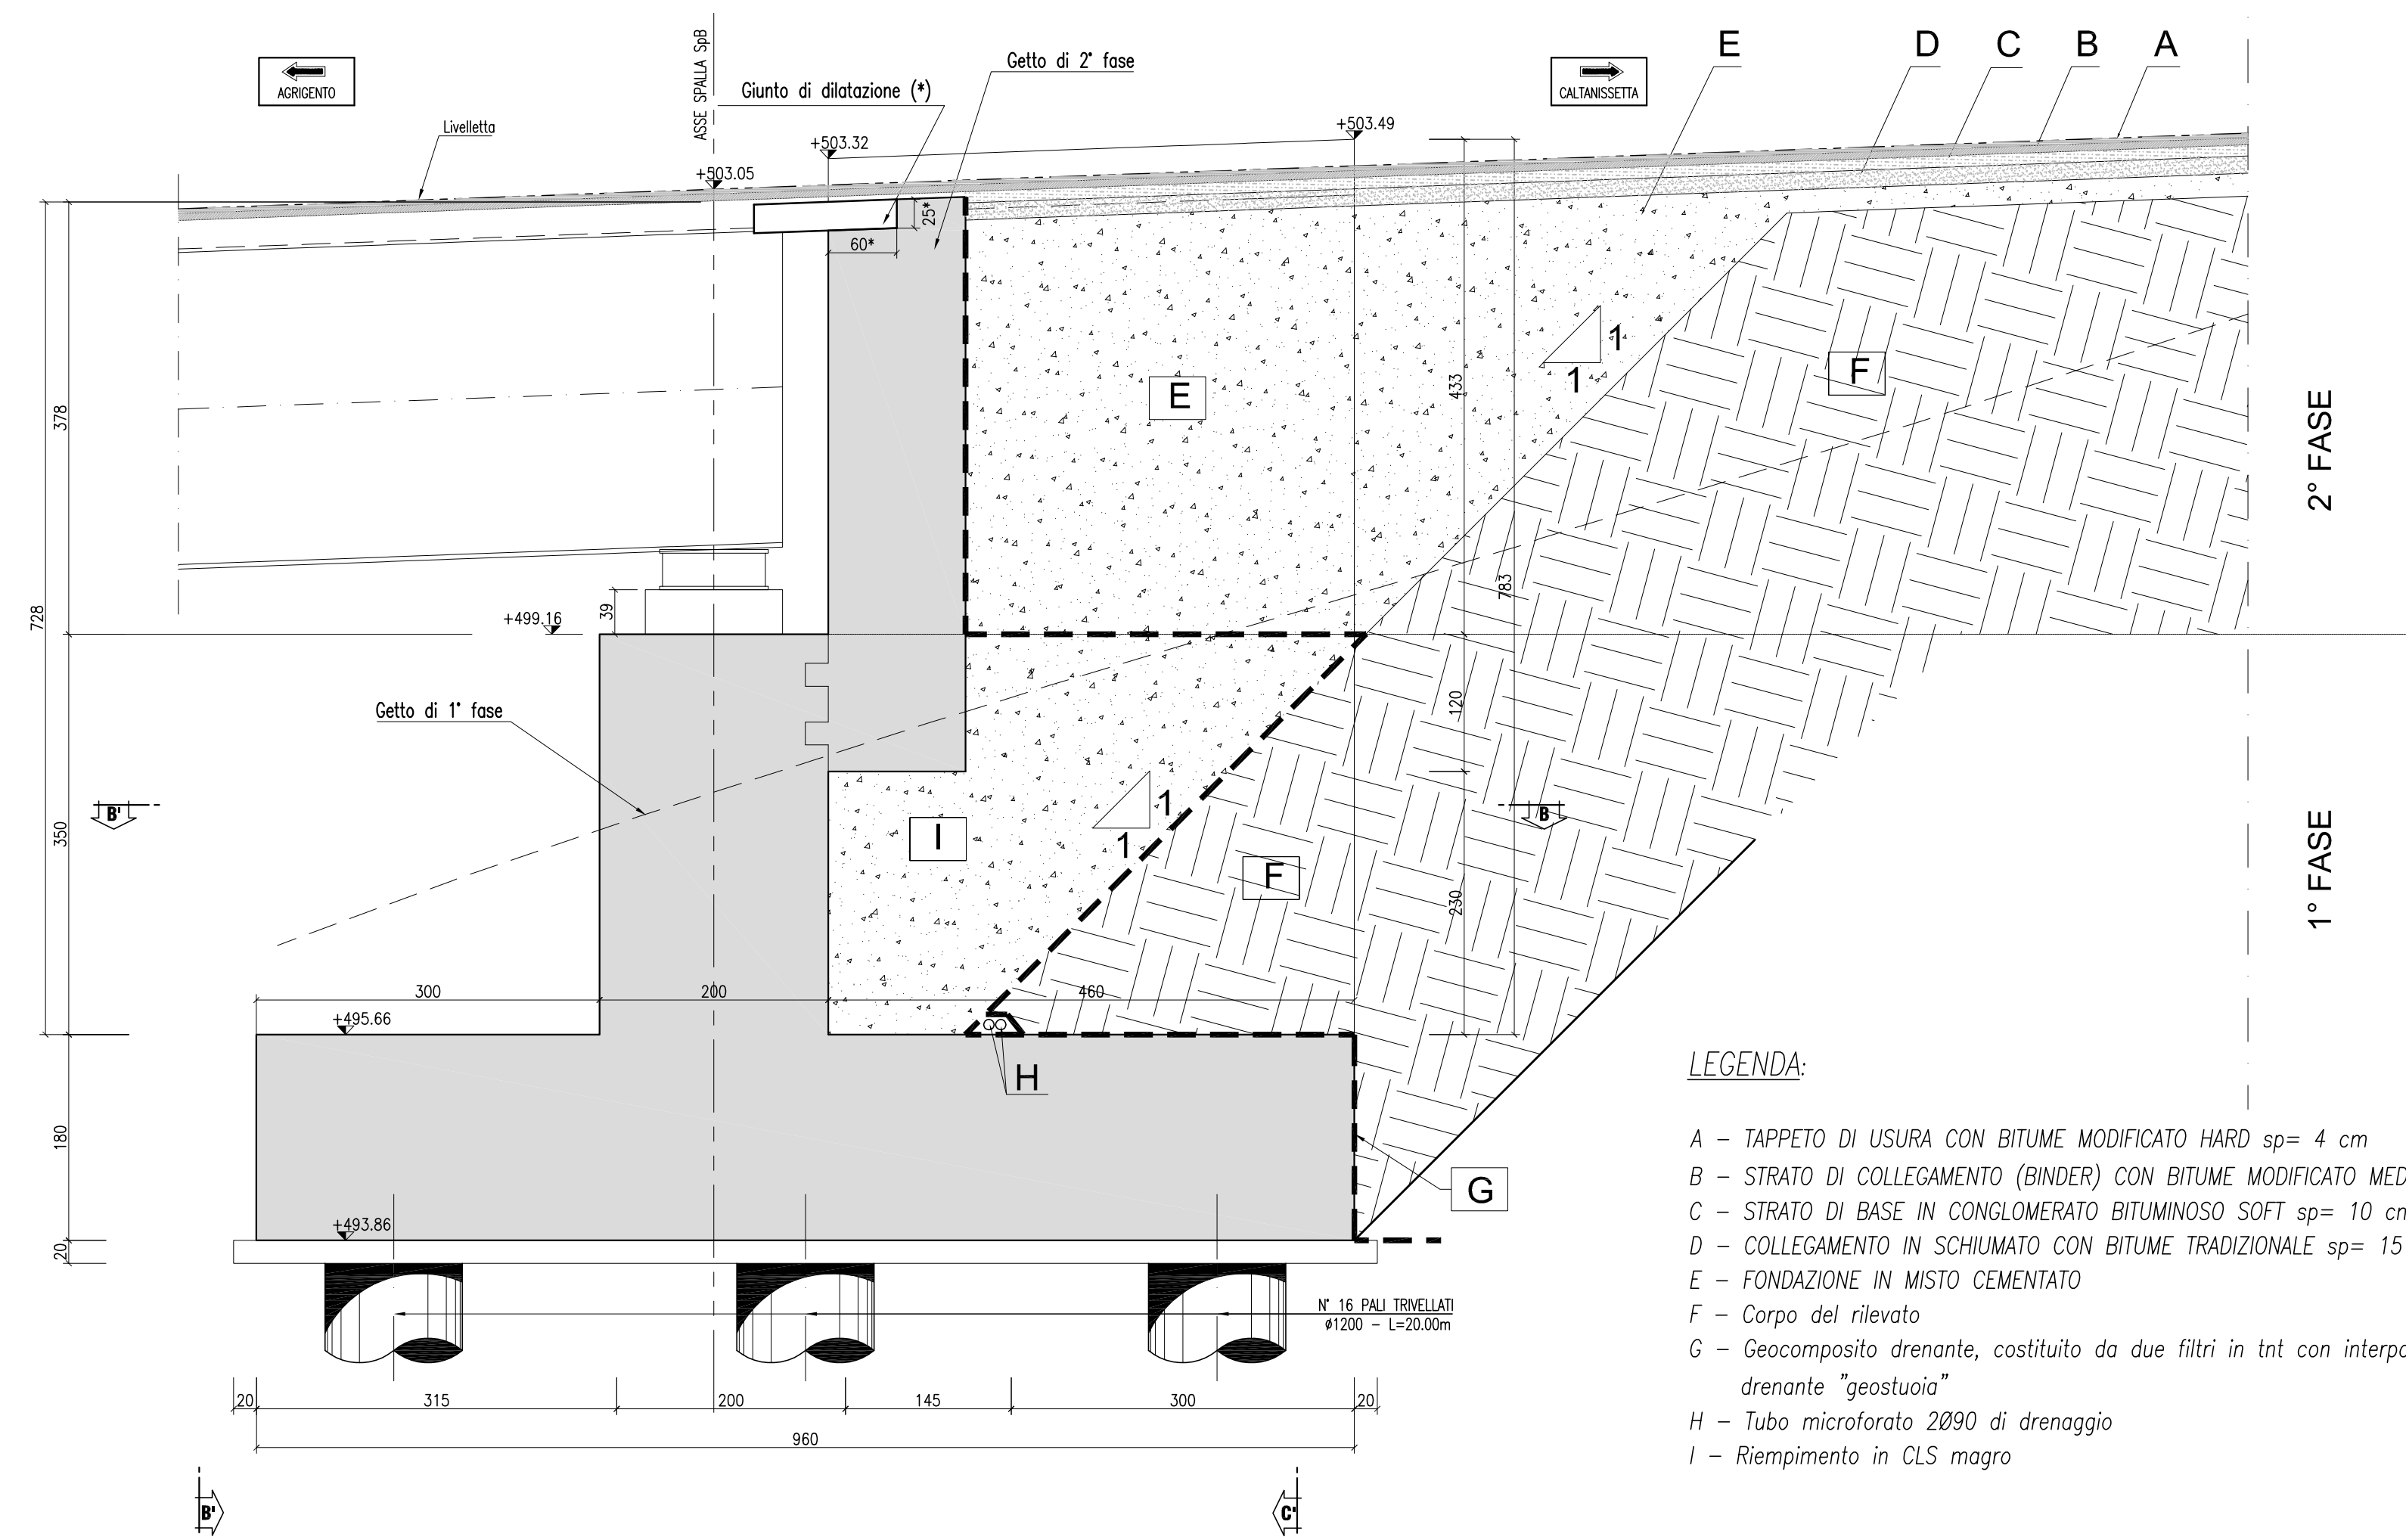 E
D
C
B
A
AGRIGENTO
ASSE SPALLA SpB
Giunto di dilatazione (*)
Getto di 2° fase
CALTANISSETTA
Livelletta
+503.05
+503.32
+503.49
25*
60*
E
1
1
F
433
783
378
728
2° FASE
39
+499.16
Getto di 1° fase
120
B'
B
I
1
1
F
350
230
1° FASE
300
200
460
+495.66
H
180
G
+493.86
20
N° 16 PALI TRIVELLATI
ø1200 - L=20.00m
20
315
200
145
300
20
960
B'
C'
LEGENDA:
A - TAPPETO DI USURA CON BITUME MODIFICATO HARD sp= 4 cm
B - STRATO DI COLLEGAMENTO (BINDER) CON BITUME MODIFICATO MED
C - STRATO DI BASE IN CONGLOMERATO BITUMINOSO SOFT sp= 10 cm
D - COLLEGAMENTO IN SCHIUMATO CON BITUME TRADIZIONALE sp= 15
E - FONDAZIONE IN MISTO CEMENTATO
F - Corpo del rilevato
G - Geocomposito drenante, costituito da due filtri in tnt con interpo
drenante "geostuoia"
H - Tubo microforato 2Ø90 di drenaggio
I - Riempimento in CLS magro